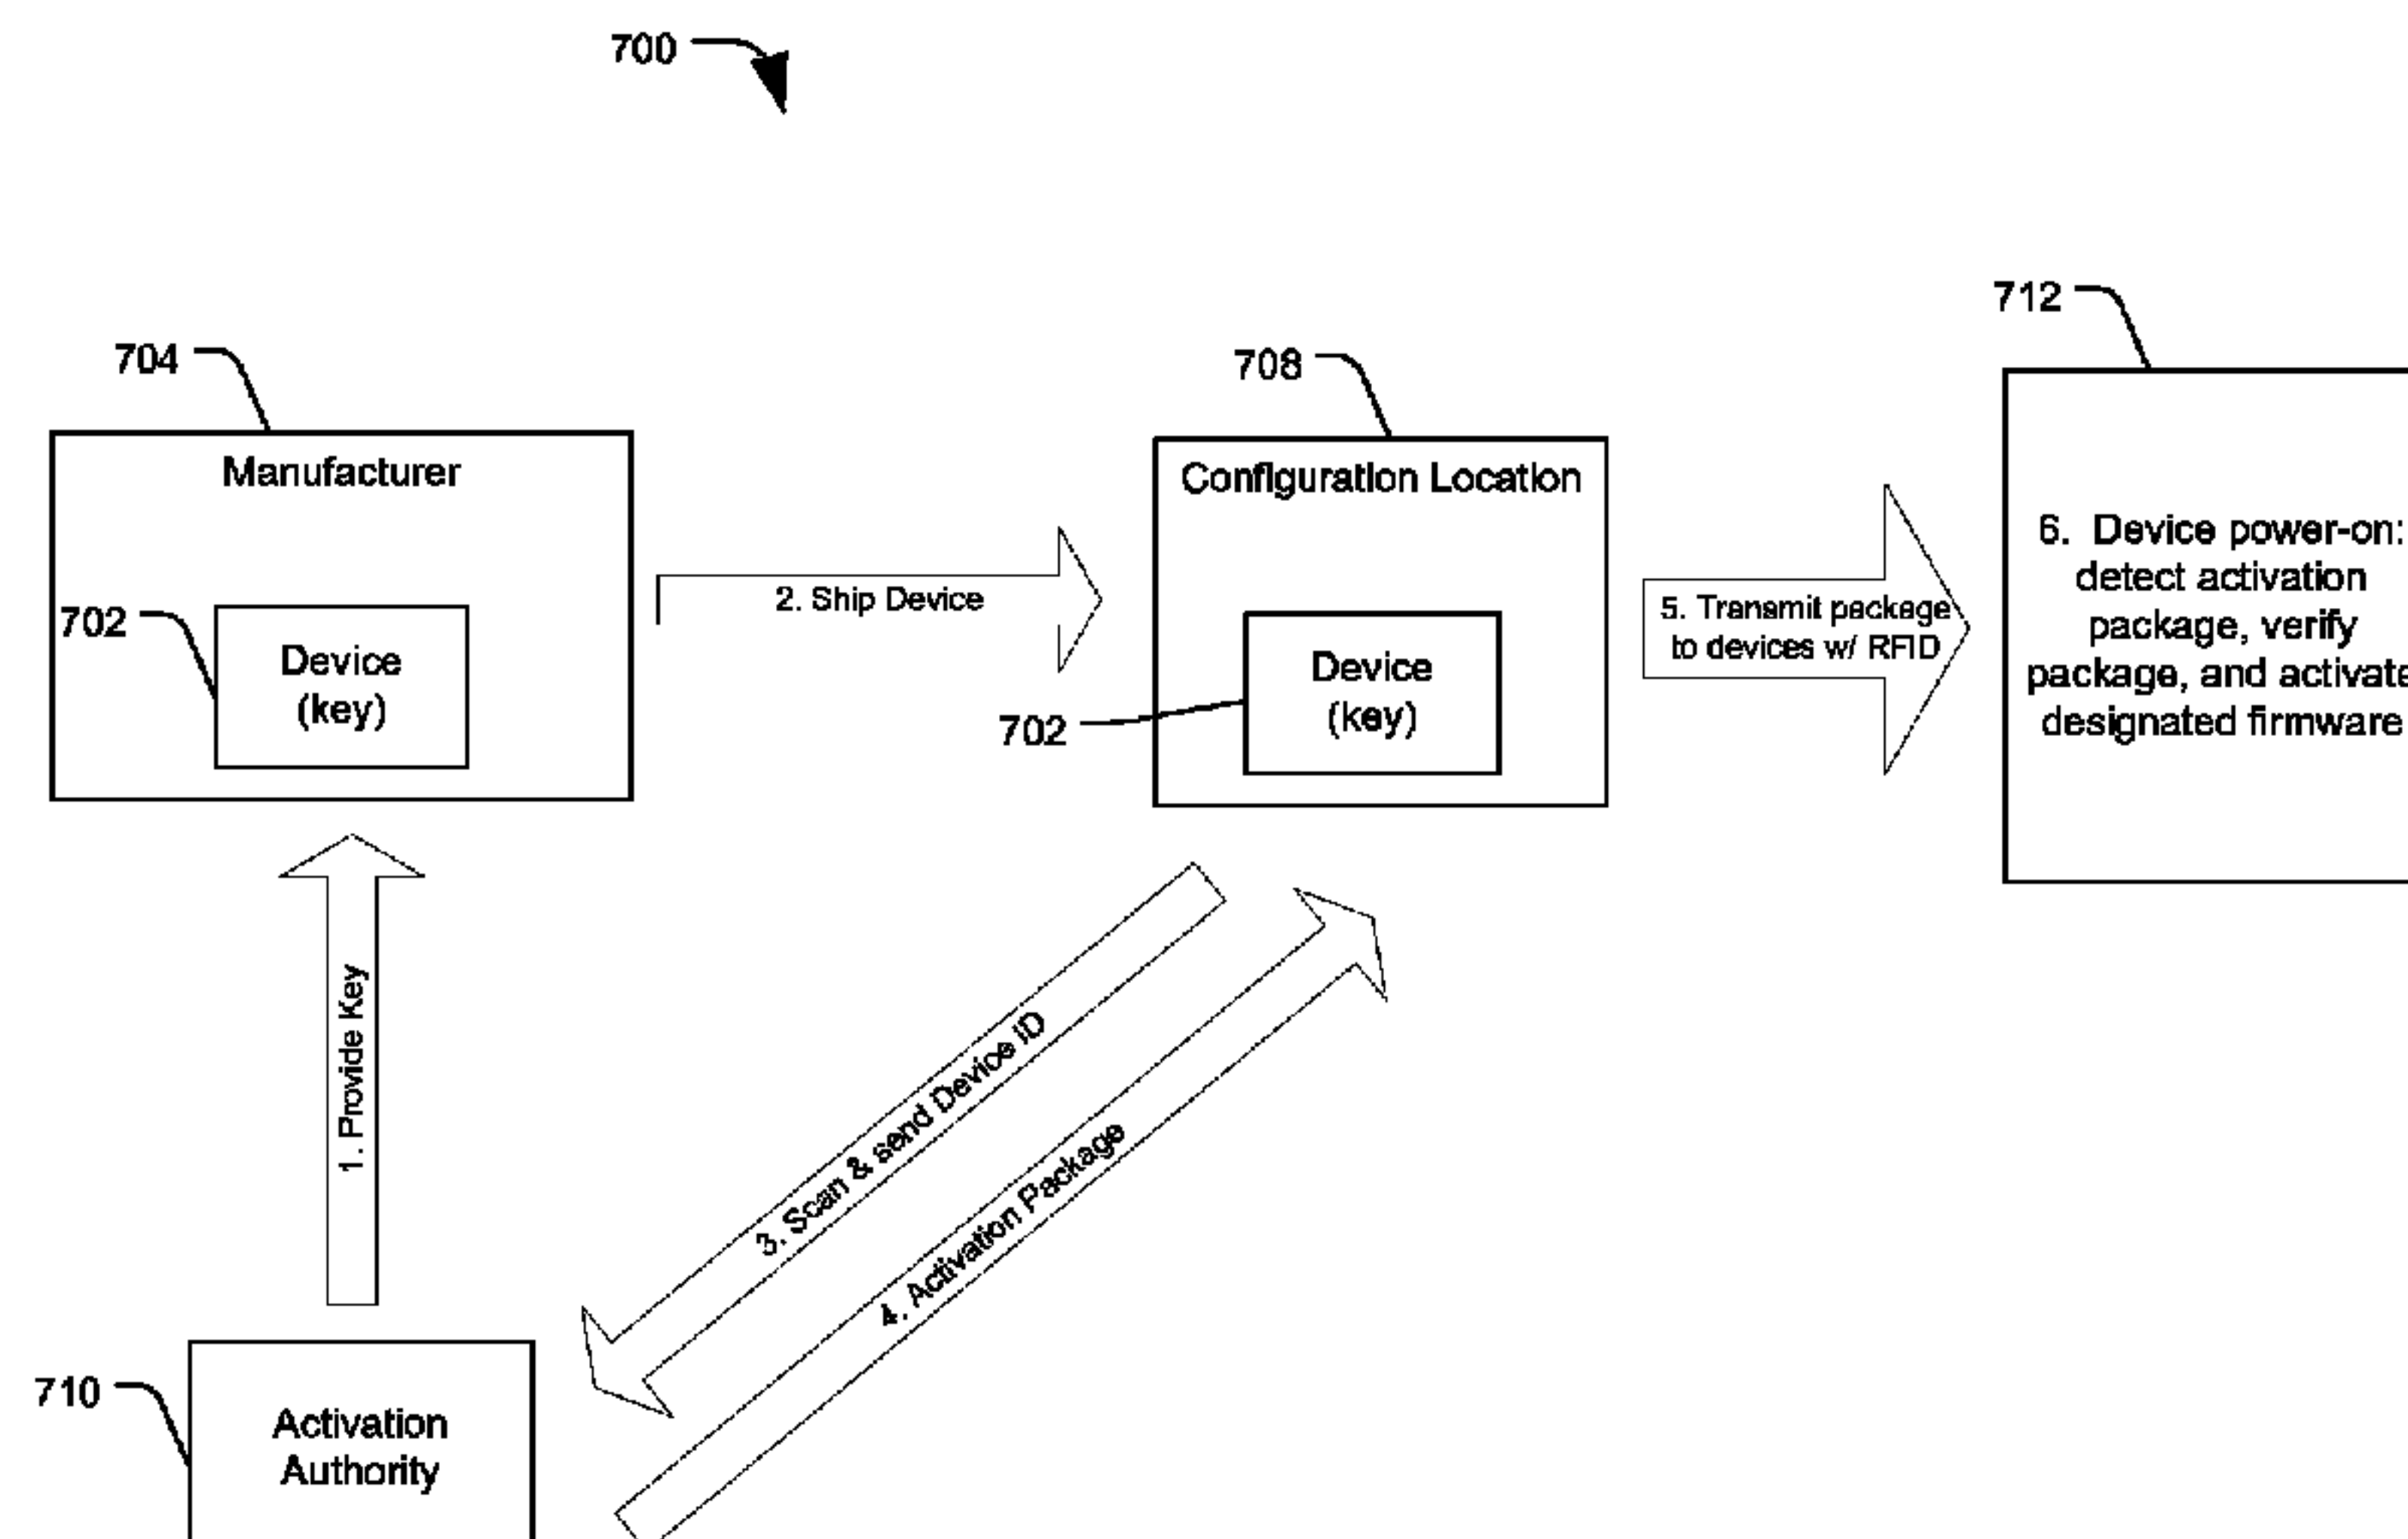 700
712
704
708
Manufacturer
Configuration Location
702
Device
(key)
2. Ship Device
702
Device
(key)
5. Transmit package
to devices w/ RFID
6. Device power-on:
detect activation
package, verify
package, and activate
designated firmware
1. Provide Key
3. Scan & send Device ID
4. Activation Package
710
Activation
Authority